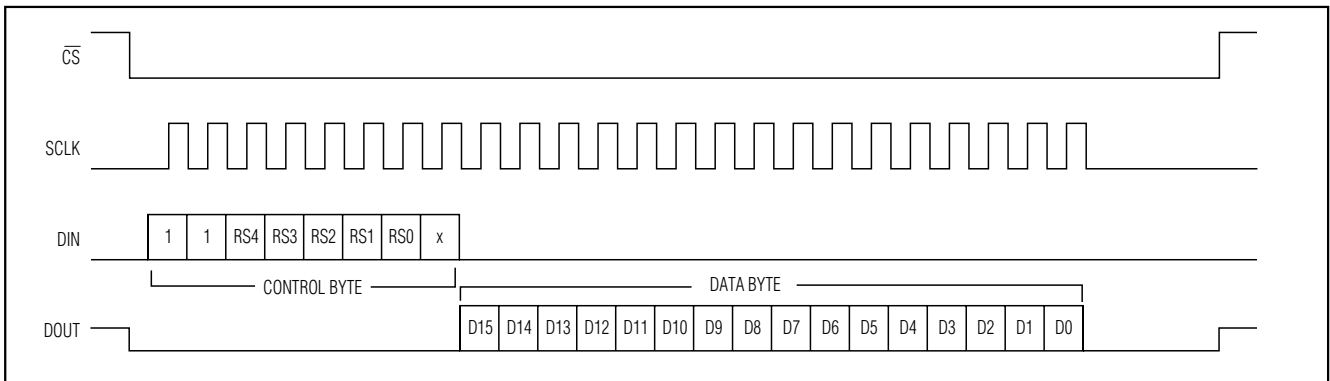 C̅S̅
SCLK
DIN 1 1 RS4 RS3 RS2 RS1 RS0 x
CONTROL BYTE DATA BYTE
DOUT D15 D14 D13 D12 D11 D10 D9 D8 D7 D6 D5 D4 D3 D2 D1 D0